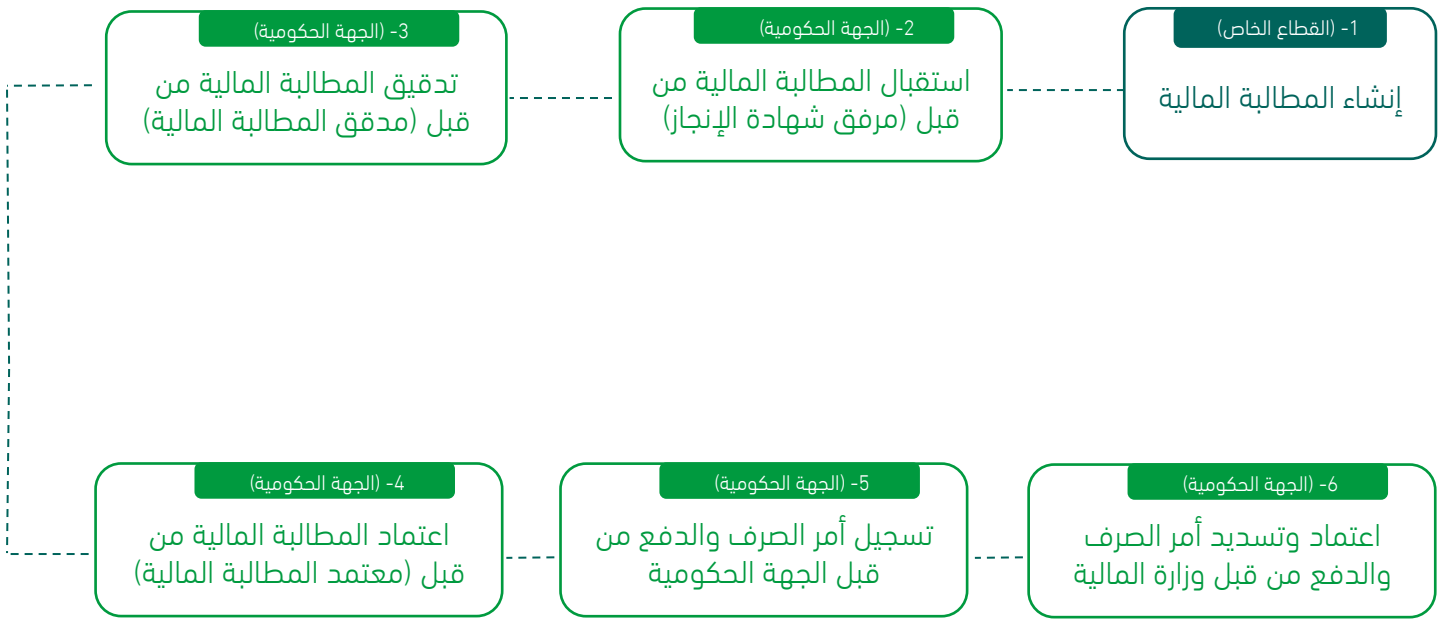 1- (القطاع الخاص)
إنشاء المطالبة المالية
2- (الجهة الحكومية)
استقبال المطالبة المالية من
قبل (مرفق شهادة الإنجاز)
3- (الجهة الحكومية)
تدقيق المطالبة المالية من
قبل (مدقق المطالبة المالية)
4- (الجهة الحكومية)
اعتماد المطالبة المالية من
قبل (معتمد المطالبة المالية)
5- (الجهة الحكومية)
تسجيل أمر الصرف والدفع من
قبل الجهة الحكومية
6- (الجهة الحكومية)
اعتماد وتسديد أمر الصرف
والدفع من قبل وزارة المالية